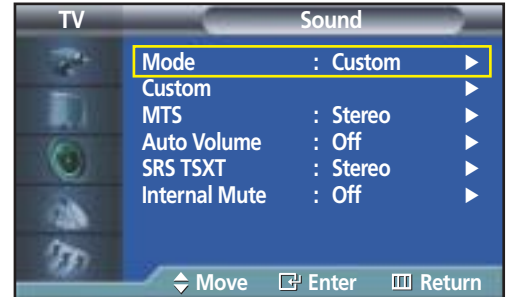 TV Sound
Mode : Custom
Custom
MTS : Stereo
Auto Volume : Off
SRS TSXT : Stereo
Internal Mute : Off
Move Enter Return